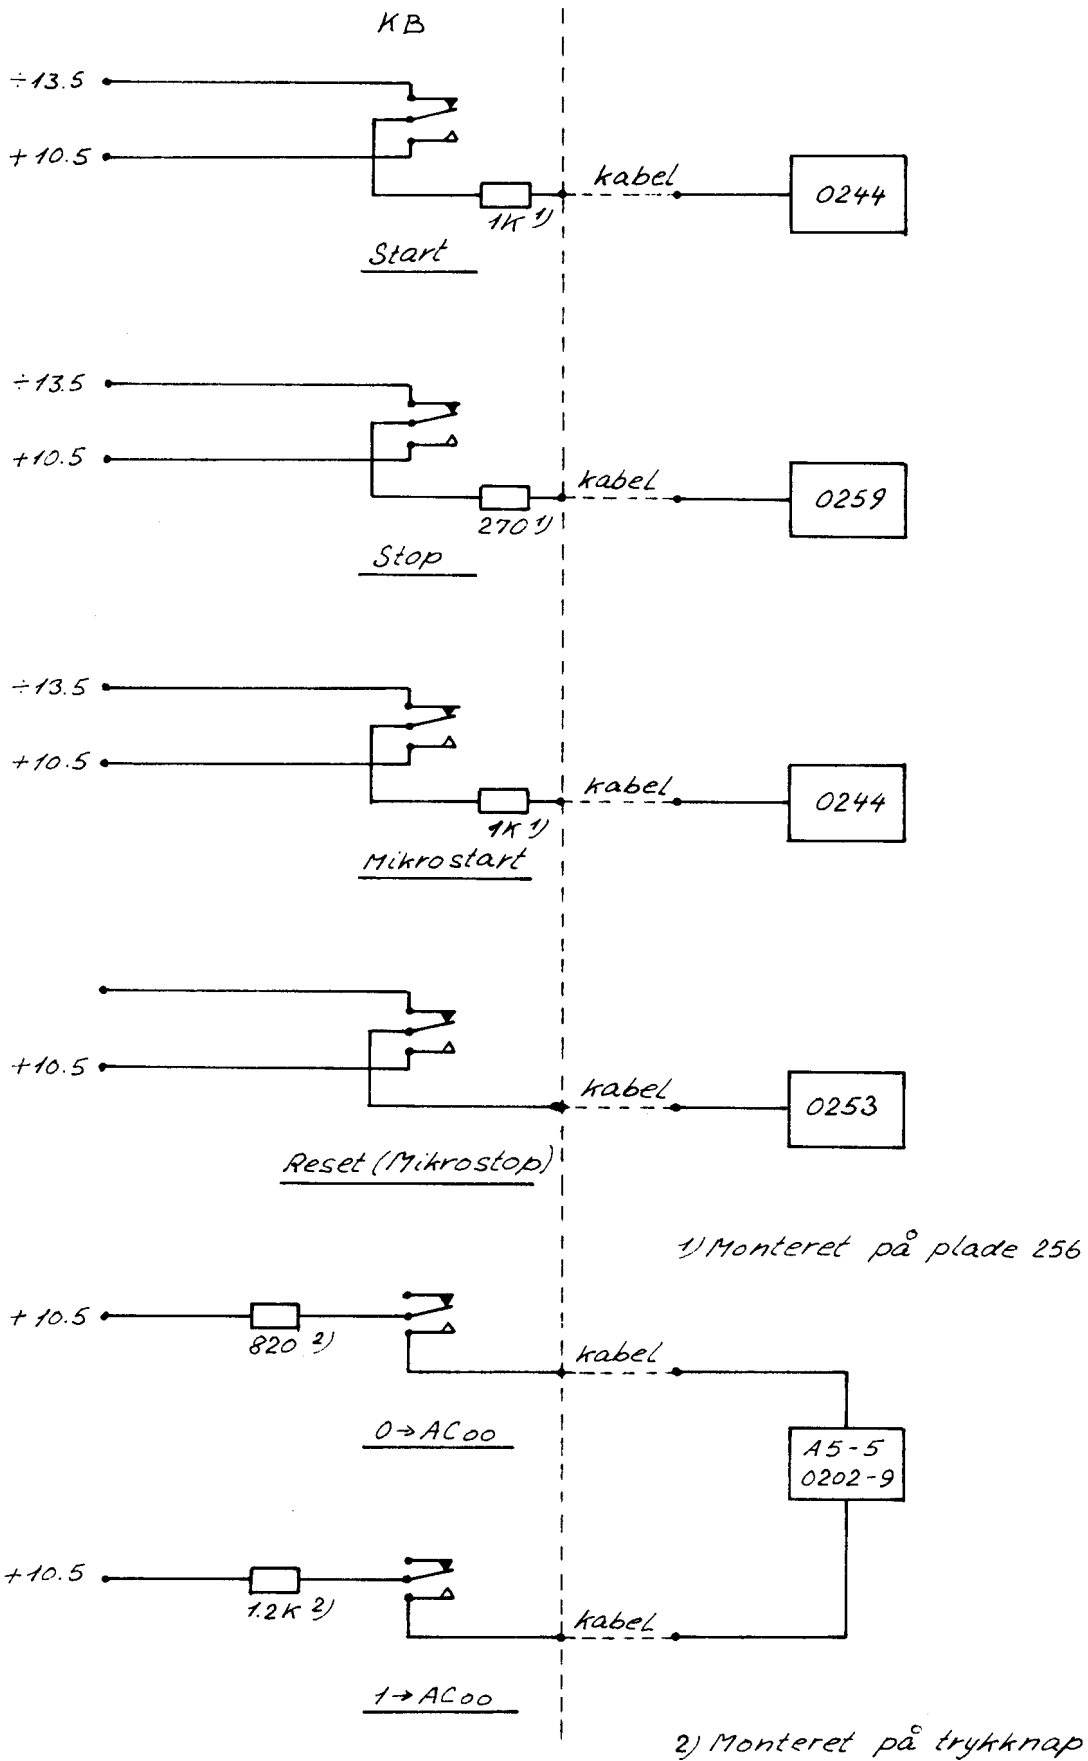 KB
÷13.5
+10.5
kabel
0244
1K 1)
Start
÷13.5
+10.5
kabel
0259
270 1)
Stop
÷13.5
+10.5
kabel
0244
1K 1)
Mikrostart
+10.5
kabel
0253
Reset (Mikrostop)
1) Monteret på plade 256
+10.5
820 2)
kabel
0→AC00
A5-5
0202-9
+10.5
1.2K 2)
kabel
1→AC00
2) Monteret på trykknap